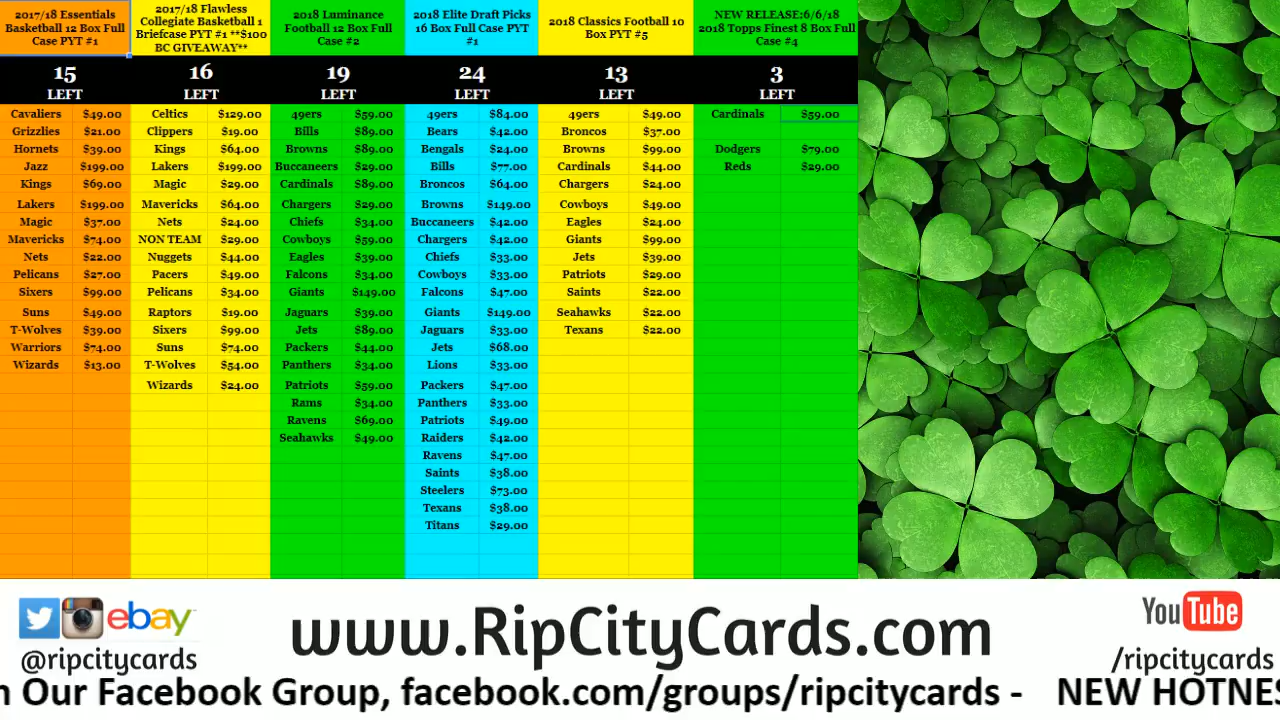 2017/18 Essentials
Basketball 12 Box Full
Case PYT #1
15
LEFT
Cavaliers $49.00
Grizzlies $21.00
Hornets $39.00
Jazz $199.00
Kings $69.00
Lakers $199.00
Magic $37.00
Mavericks $74.00
Nets $22.00
Pelicans $27.00
Sixers $99.00
Suns $49.00
T-Wolves $39.00
Warriors $74.00
Wizards $13.00
2017/18 Flawless
Collegiate Basketball 1
Briefcase PYT #1 **$100
BC GIVEAWAY**
16
LEFT
Celtics $129.00
Clippers $19.00
Kings $64.00
Lakers $199.00
Magic $29.00
Mavericks $64.00
Nets $24.00
NON TEAM $29.00
Nuggets $44.00
Pacers $49.00
Pelicans $34.00
Raptors $19.00
Sixers $99.00
Suns $74.00
T-Wolves $54.00
Wizards $24.00
2018 Luminance
Football 12 Box Full
Case #2
19
LEFT
49ers $59.00
Bills $89.00
Browns $89.00
Buccaneers $29.00
Cardinals $89.00
Chargers $29.00
Chiefs $34.00
Cowboys $59.00
Eagles $39.00
Falcons $34.00
Giants $149.00
Jaguars $39.00
Jets $89.00
Packers $44.00
Panthers $34.00
Patriots $59.00
Rams $34.00
Ravens $69.00
Seahawks $49.00
2018 Elite Draft Picks
16 Box Full Case PYT
#1
24
LEFT
49ers $84.00
Bears $42.00
Bengals $24.00
Bills $77.00
Broncos $64.00
Browns $149.00
Buccaneers $42.00
Chargers $42.00
Chiefs $33.00
Cowboys $33.00
Falcons $47.00
Giants $149.00
Jaguars $33.00
Jets $68.00
Lions $33.00
Packers $47.00
Panthers $33.00
Patriots $49.00
Raiders $42.00
Ravens $47.00
Saints $38.00
Steelers $73.00
Texans $38.00
Titans $29.00
2018 Classics Football 10
Box PYT #5
13
LEFT
49ers $49.00
Broncos $37.00
Browns $99.00
Cardinals $44.00
Chargers $24.00
Cowboys $49.00
Eagles $24.00
Giants $99.00
Jets $39.00
Patriots $29.00
Saints $22.00
Seahawks $22.00
Texans $22.00
NEW RELEASE:6/6/18
2018 Topps Finest 8 Box Full
Case #4
3
LEFT
Cardinals $59.00
Dodgers $79.00
Reds $29.00
ebay
@ripcitycards
www.RipCityCards.com
YouTube
/ripcitycards
n Our Facebook Group, facebook.com/groups/ripcitycards - NEW HOTNES